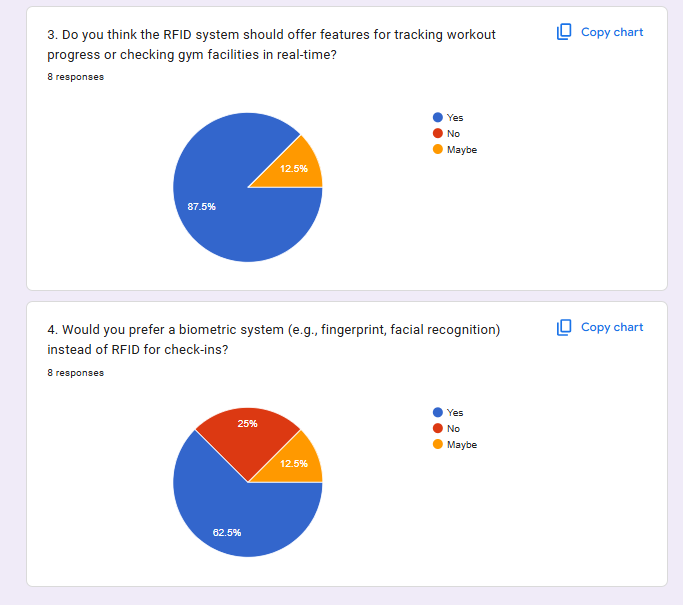 3. Do you think the RFID system should offer features for tracking workout
progress or checking gym facilities in real-time?
Copy chart
8 responses
Yes
No
Maybe
12.5%
87.5%
4. Would you prefer a biometric system (e.g., fingerprint, facial recognition)
instead of RFID for check-ins?
Copy chart
8 responses
Yes
No
Maybe
25%
12.5%
62.5%